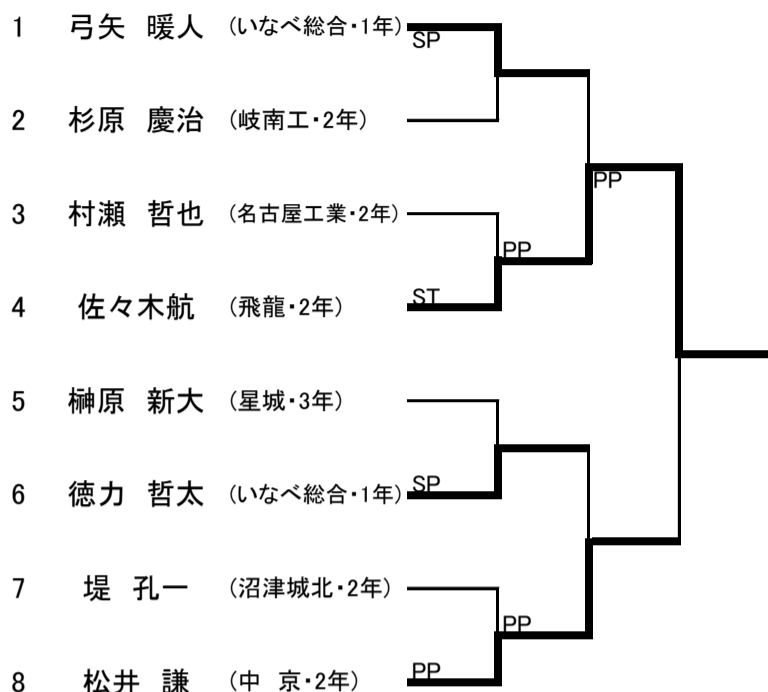 1 弓矢 暖人 (いなべ総合・1年)
SP
2 杉原 慶治 (岐南工・2年)
PP
3 村瀬 哲也 (名古屋工業・2年)
PP
4 佐々木航 (飛龍・2年)
ST
5 榊原 新大 (星城・3年)
6 徳力 哲太 (いなべ総合・1年)
SP
7 堤 孔一 (沼津城北・2年)
PP
8 松井 謙 (中 京・2年)
PP